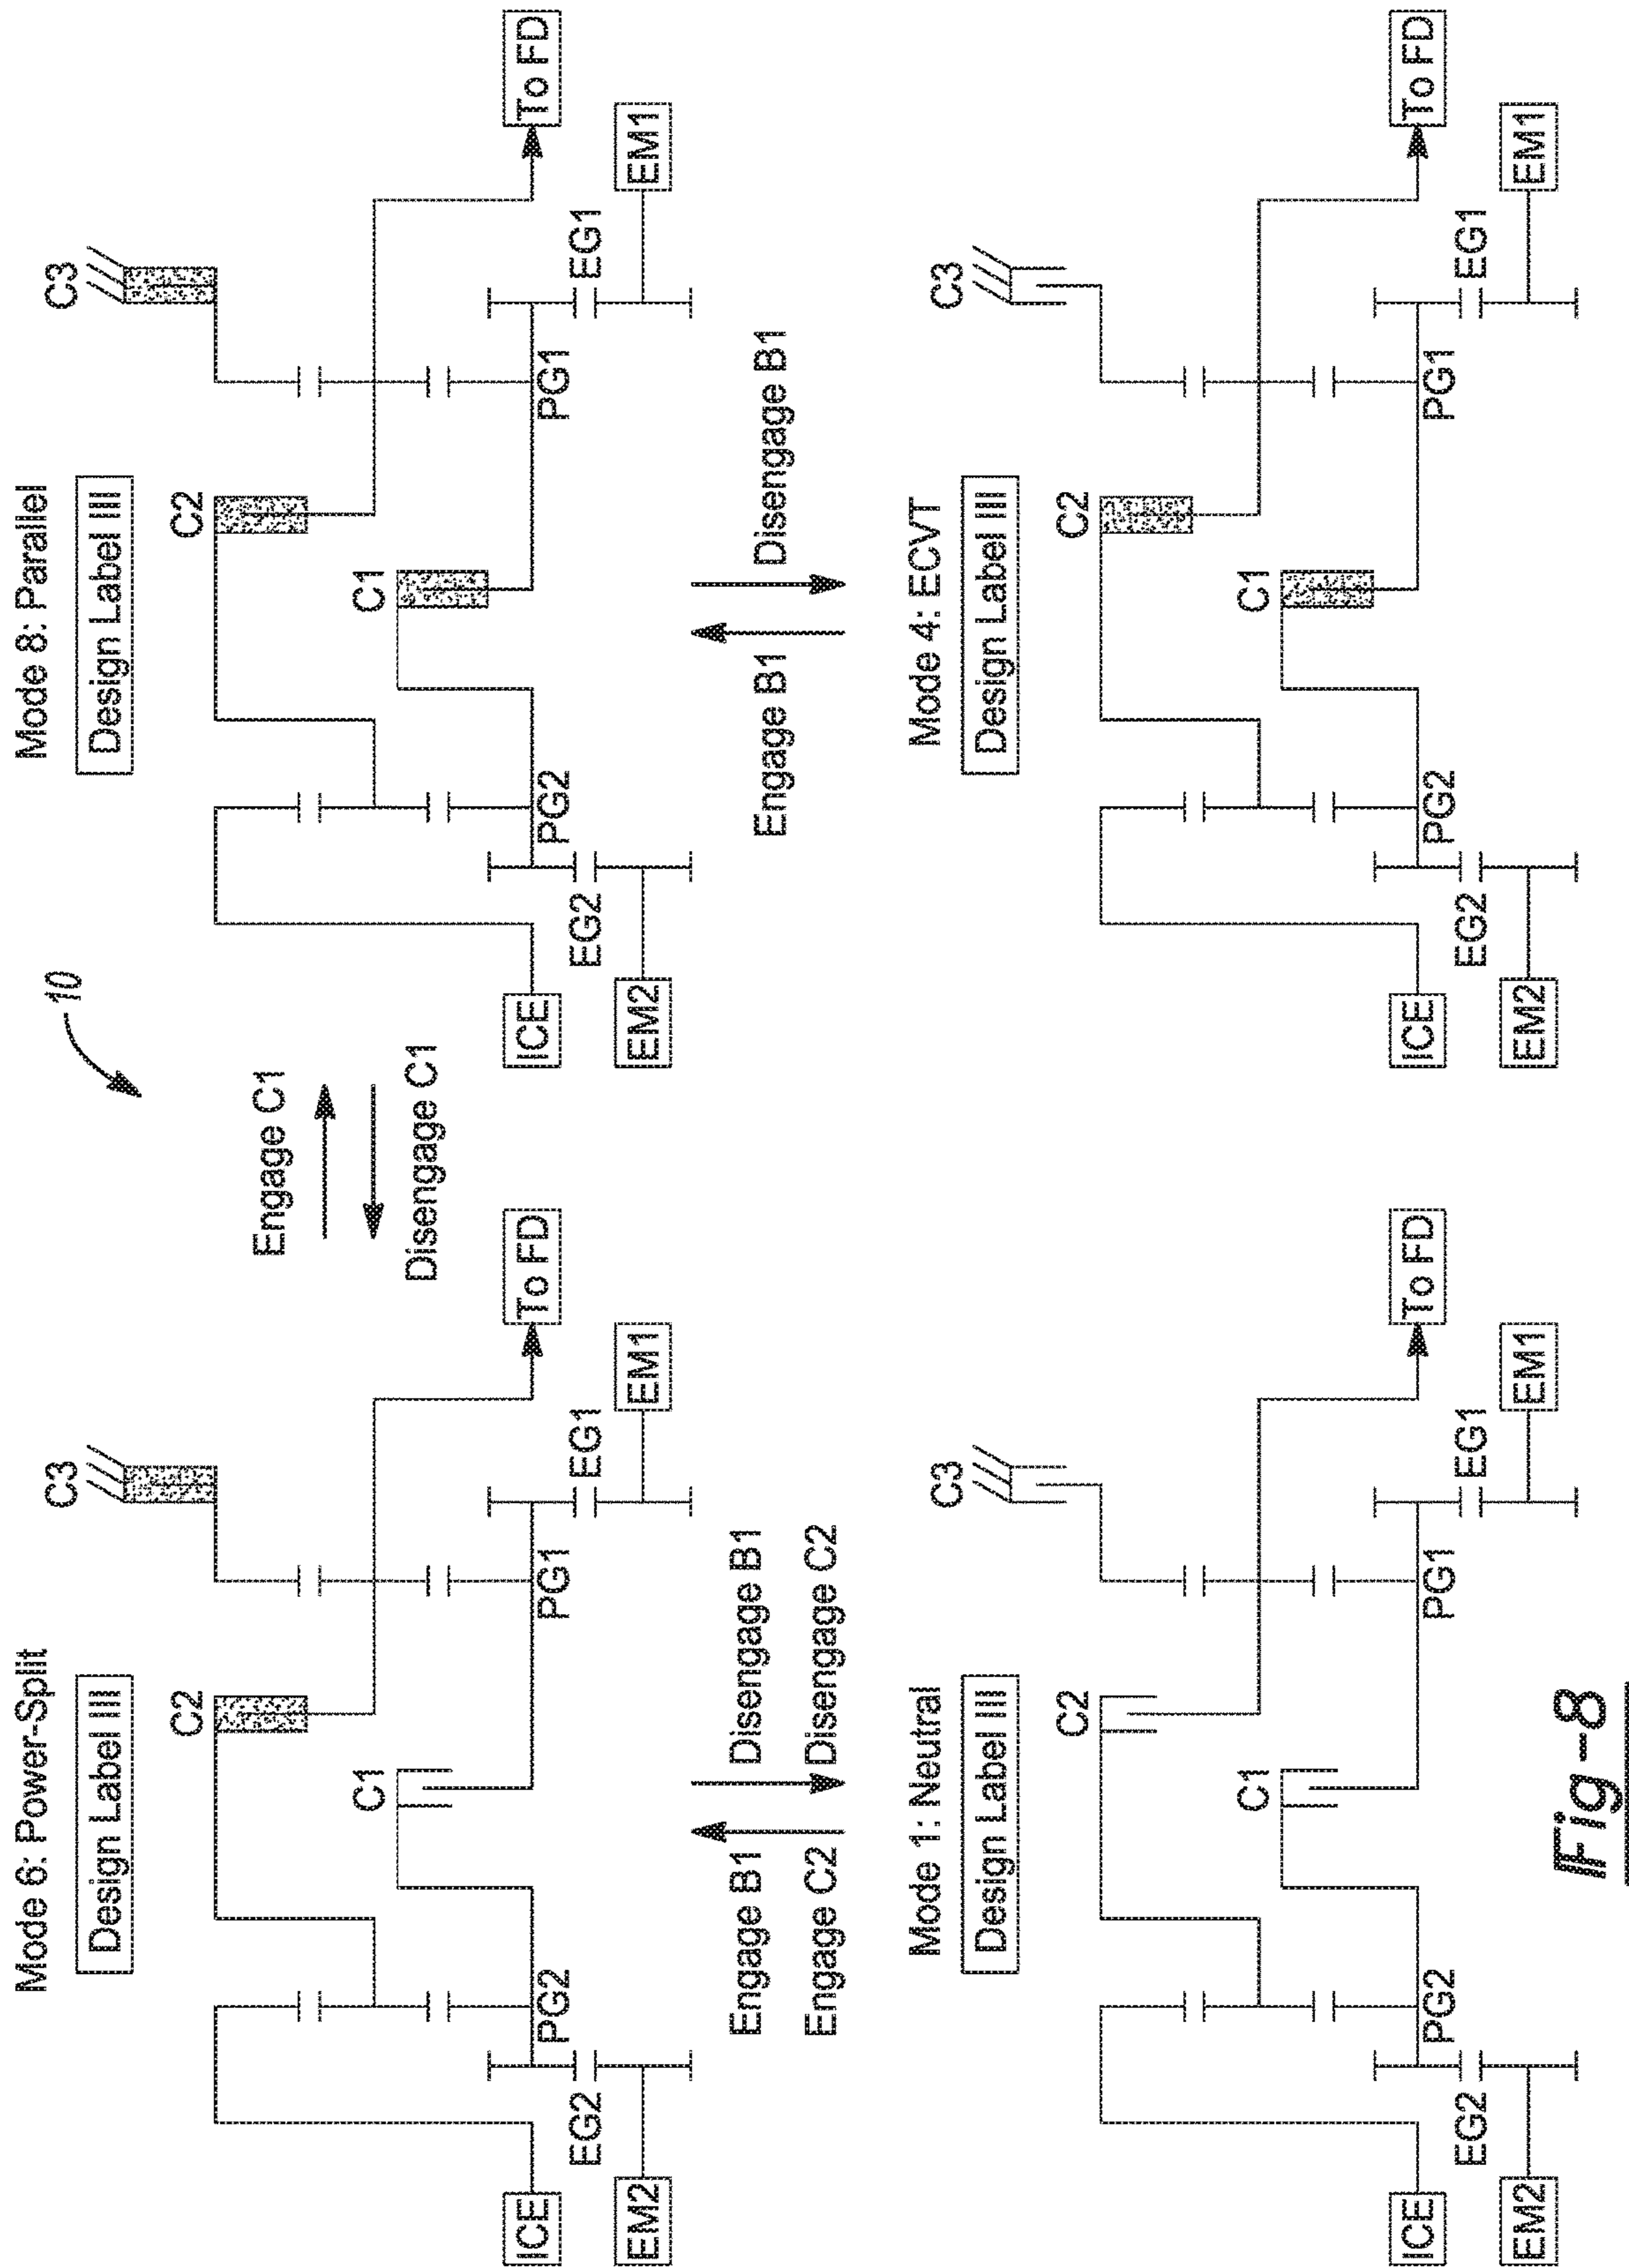 10
Mode 6: Power-Split
Design Label III
C3
C2
C1
PG2
PG1
EG2
EG1
ICE
EM2
EM1
To FD
Engage C1
Disengage C1
Mode 8: Parallel
Design Label III
C3
C2
C1
PG2
PG1
EG2
EG1
ICE
EM2
EM1
To FD
Engage B1
Engage C2
Disengage B1
Disengage C2
Engage B1
Disengage B1
Mode 1: Neutral
Design Label III
C3
C2
C1
PG2
PG1
EG2
EG1
ICE
EM2
EM1
To FD
Mode 4: ECVT
Design Label III
C3
C2
C1
PG2
PG1
EG2
EG1
ICE
EM2
EM1
To FD
Fig-8